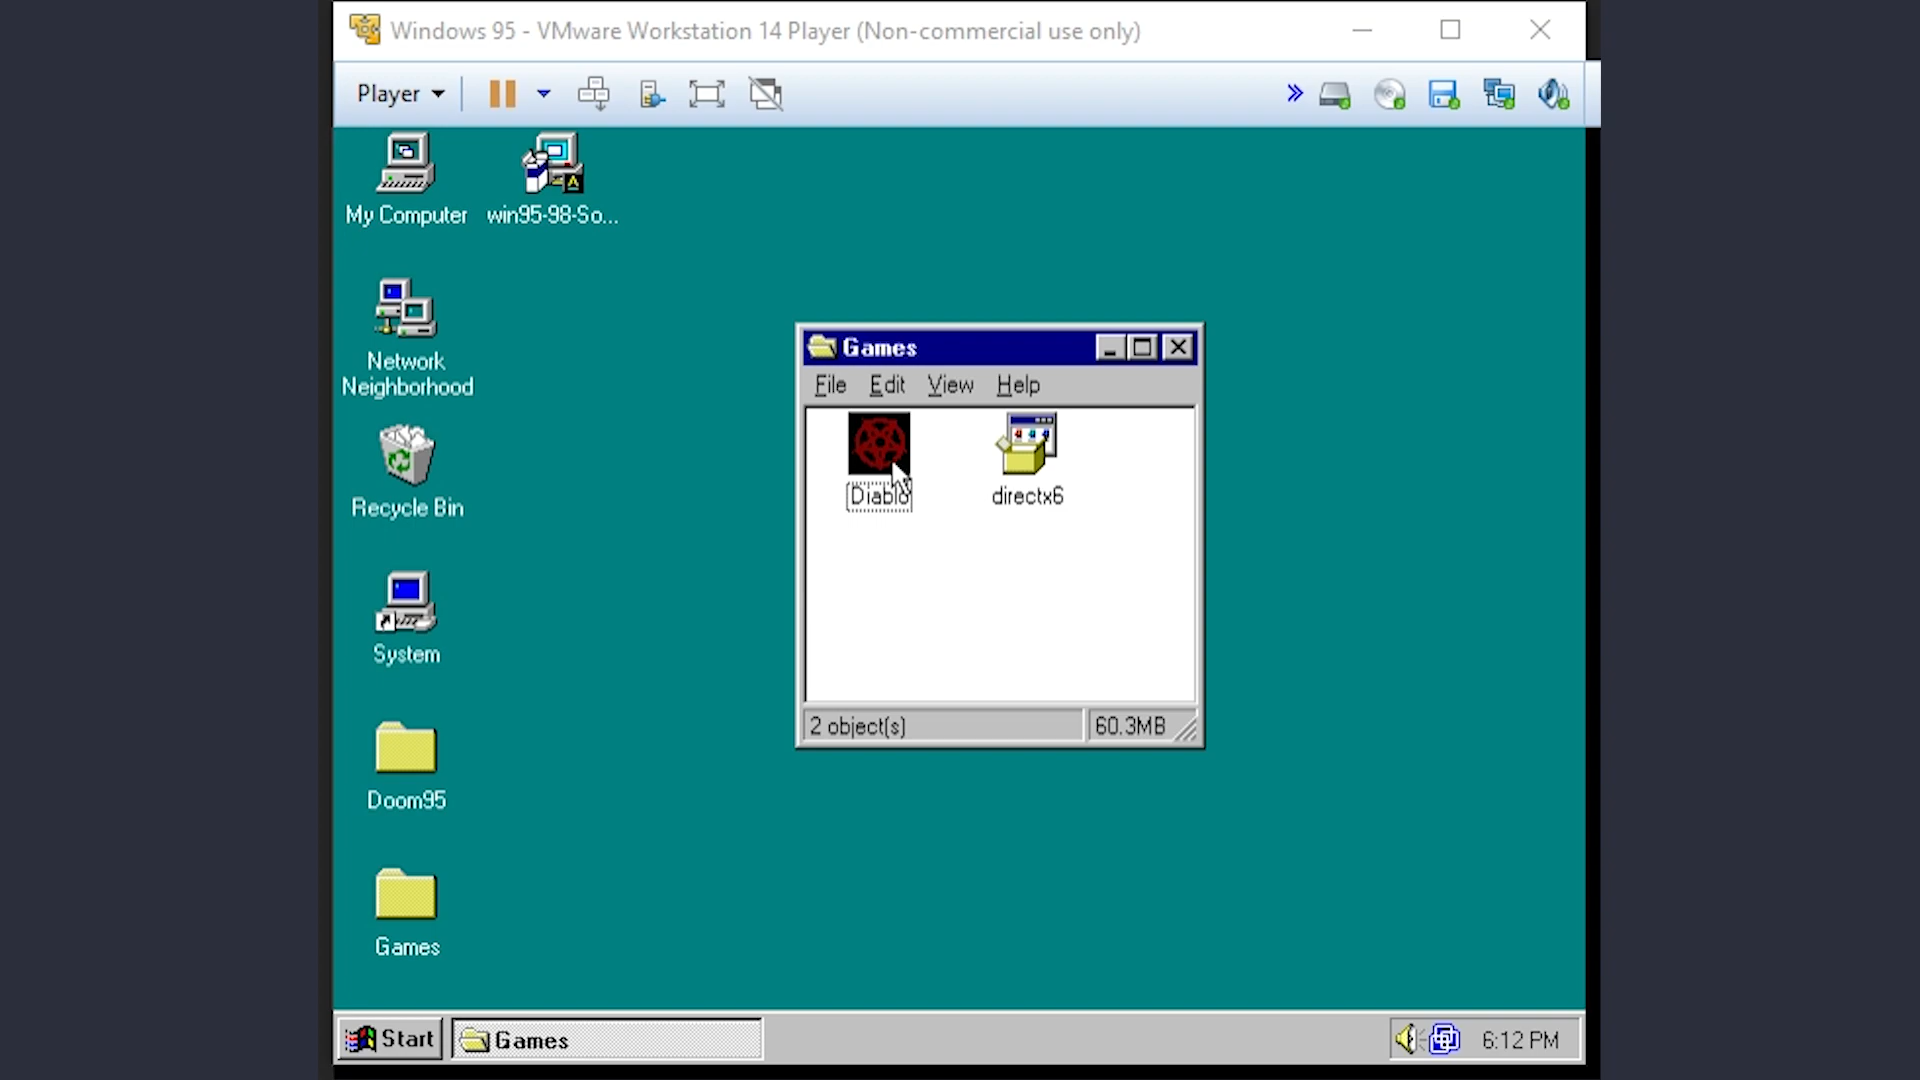 Windows 95 - VMware Workstation 14 Player (Non-commercial use only)
Player
My Computer
win95-98-So...
Network
Neighborhood
Recycle Bin
System
Doom95
Games
Games
File Edit View Help
Diablo
directx6
2 object(s)
60.3MB
Start
Games
6:12 PM